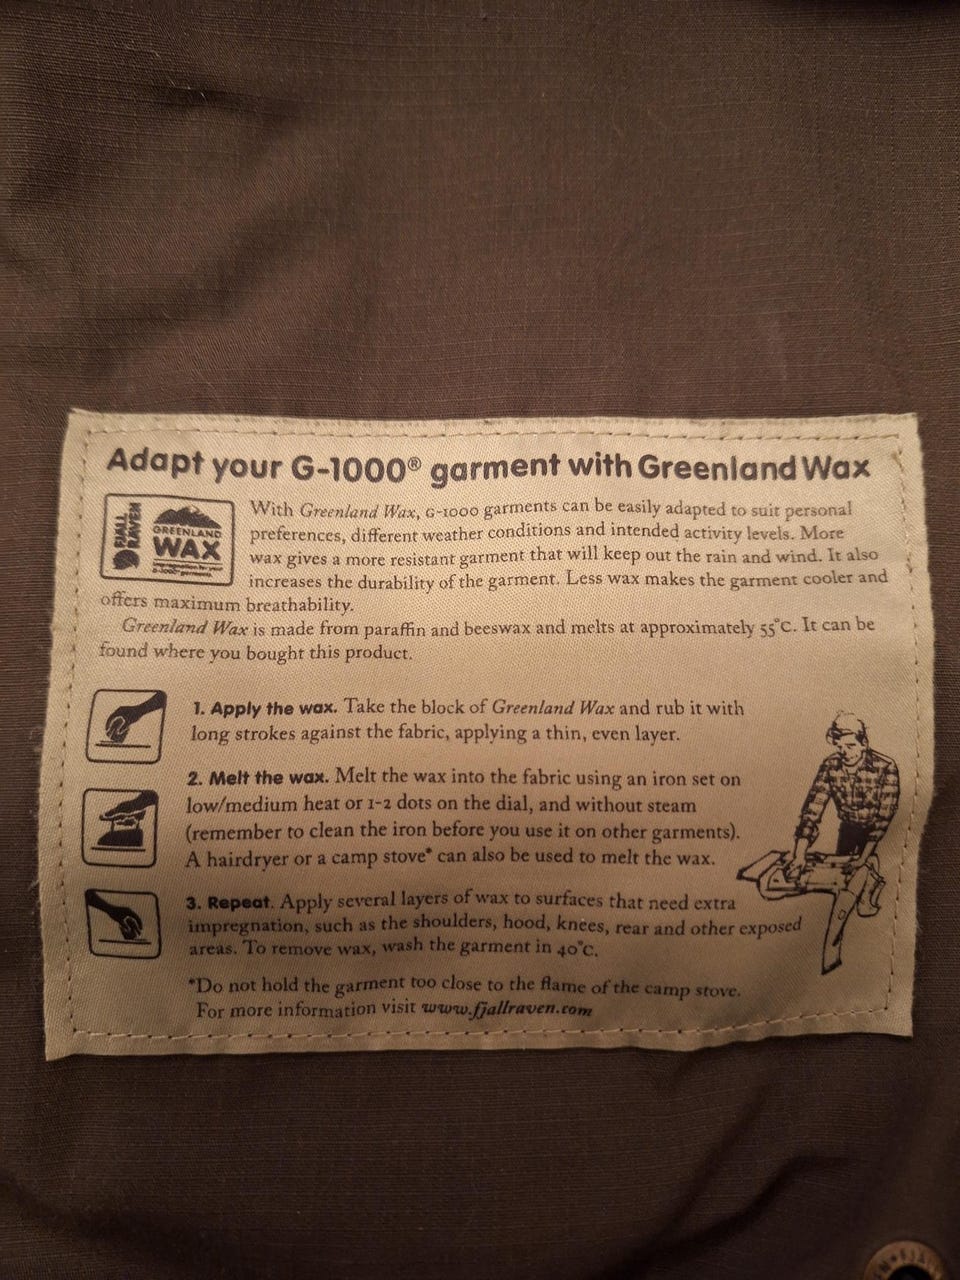 Adapt your G-1000® garment with Greenland Wax
FJÄLL
RÄVEN
GREENLAND
WAX
impregnation for your
G-1000® garments
With Greenland Wax, G-1000 garments can be easily adapted to suit personal
preferences, different weather conditions and intended activity levels. More
wax gives a more resistant garment that will keep out the rain and wind. It also
increases the durability of the garment. Less wax makes the garment cooler and
offers maximum breathability.
Greenland Wax is made from paraffin and beeswax and melts at approximately 55°C. It can be
found where you bought this product.
1. Apply the wax. Take the block of Greenland Wax and rub it with
long strokes against the fabric, applying a thin, even layer.
2. Melt the wax. Melt the wax into the fabric using an iron set on
low/medium heat or 1-2 dots on the dial, and without steam
(remember to clean the iron before you use it on other garments).
A hairdryer or a camp stove* can also be used to melt the wax.
3. Repeat. Apply several layers of wax to surfaces that need extra
impregnation, such as the shoulders, hood, knees, rear and other exposed
areas. To remove wax, wash the garment in 40°C.
*Do not hold the garment too close to the flame of the camp stove.
For more information visit www.fjallraven.com